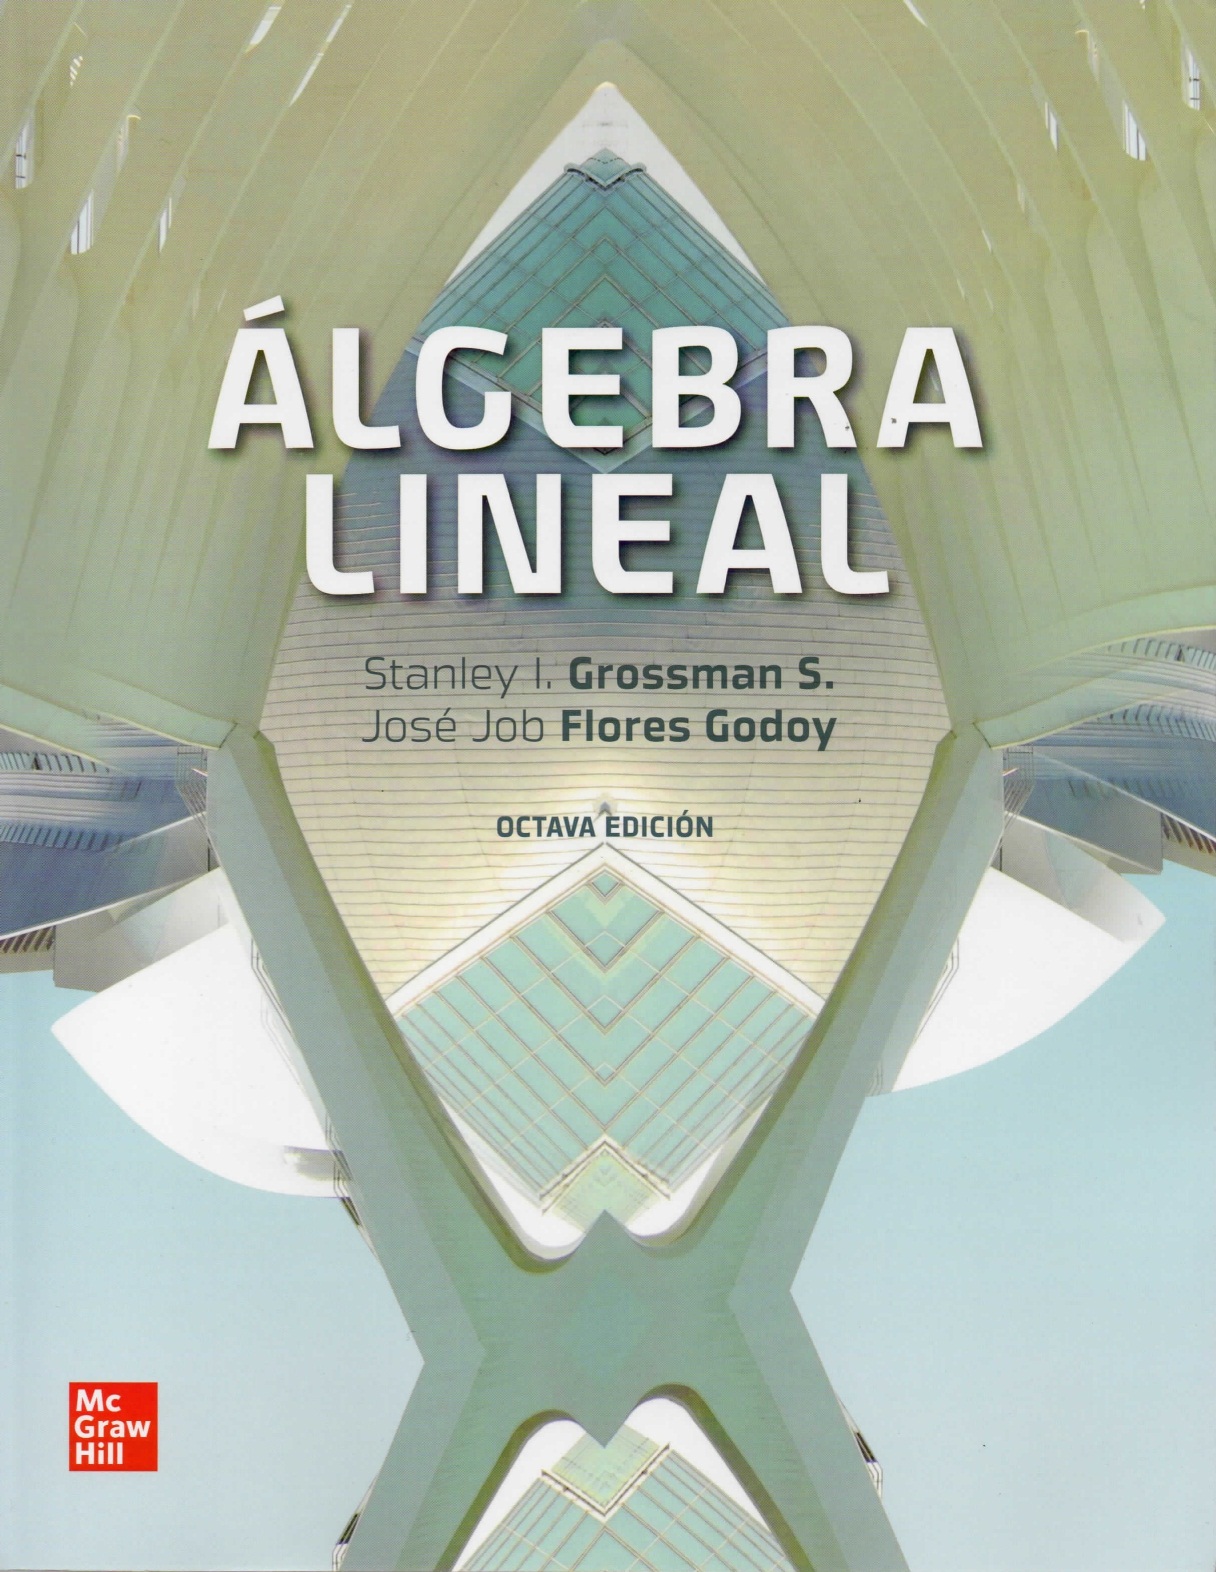 ÁLGEBRA
LINEAL
Stanley I. Grossman S.
José Job Flores Godoy
OCTAVA EDICIÓN
Mc
Graw
Hill